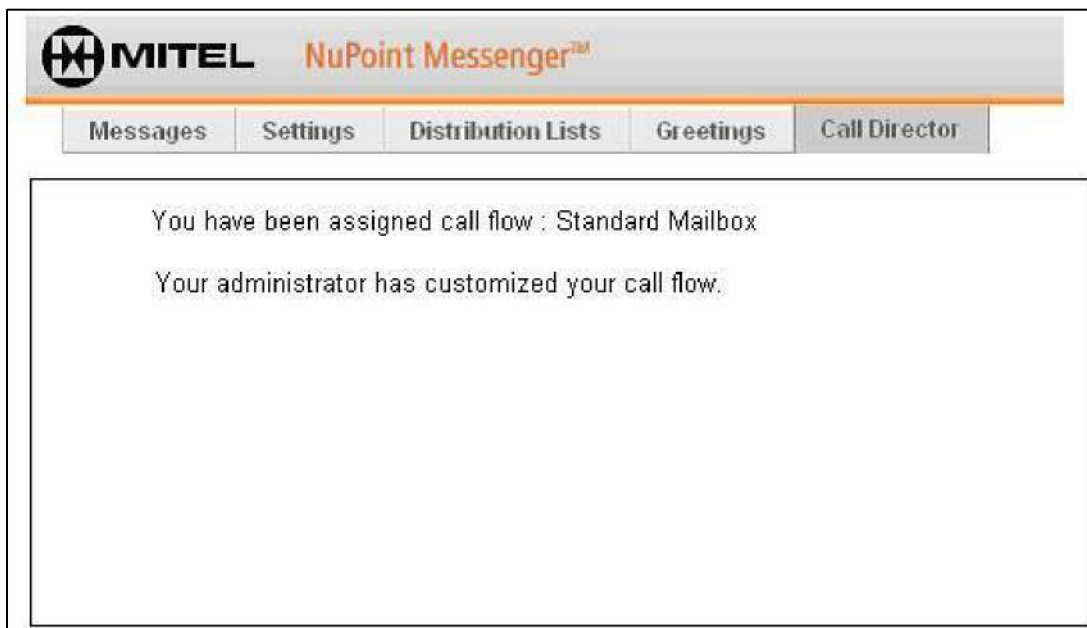 MITEL NuPoint Messenger™
Messages Settings Distribution Lists Greetings Call Director
You have been assigned call flow : Standard Mailbox
Your administrator has customized your call flow.